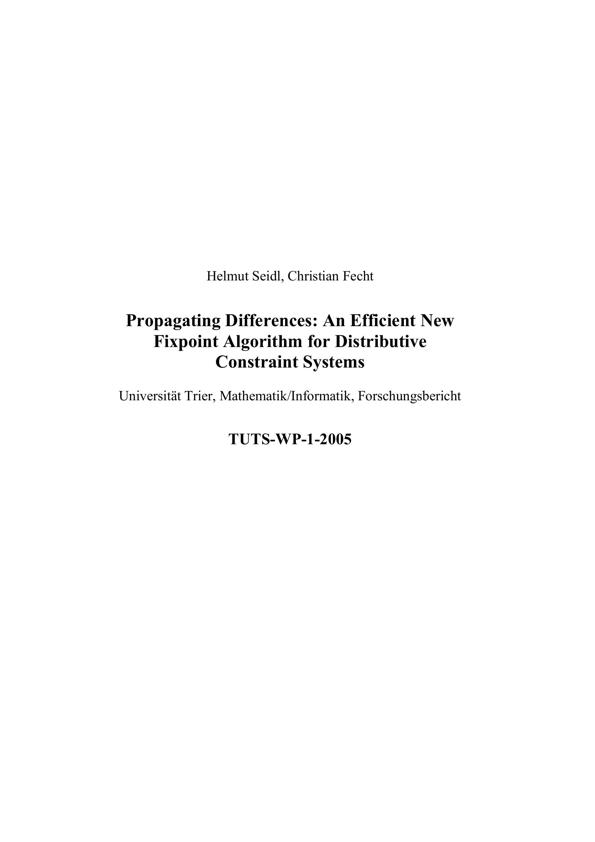 Helmut Seidl, Christian Fecht
Propagating Differences: An Efficient New
Fixpoint Algorithm for Distributive
Constraint Systems
Universität Trier, Mathematik/Informatik, Forschungsbericht
TUTS-WP-1-2005